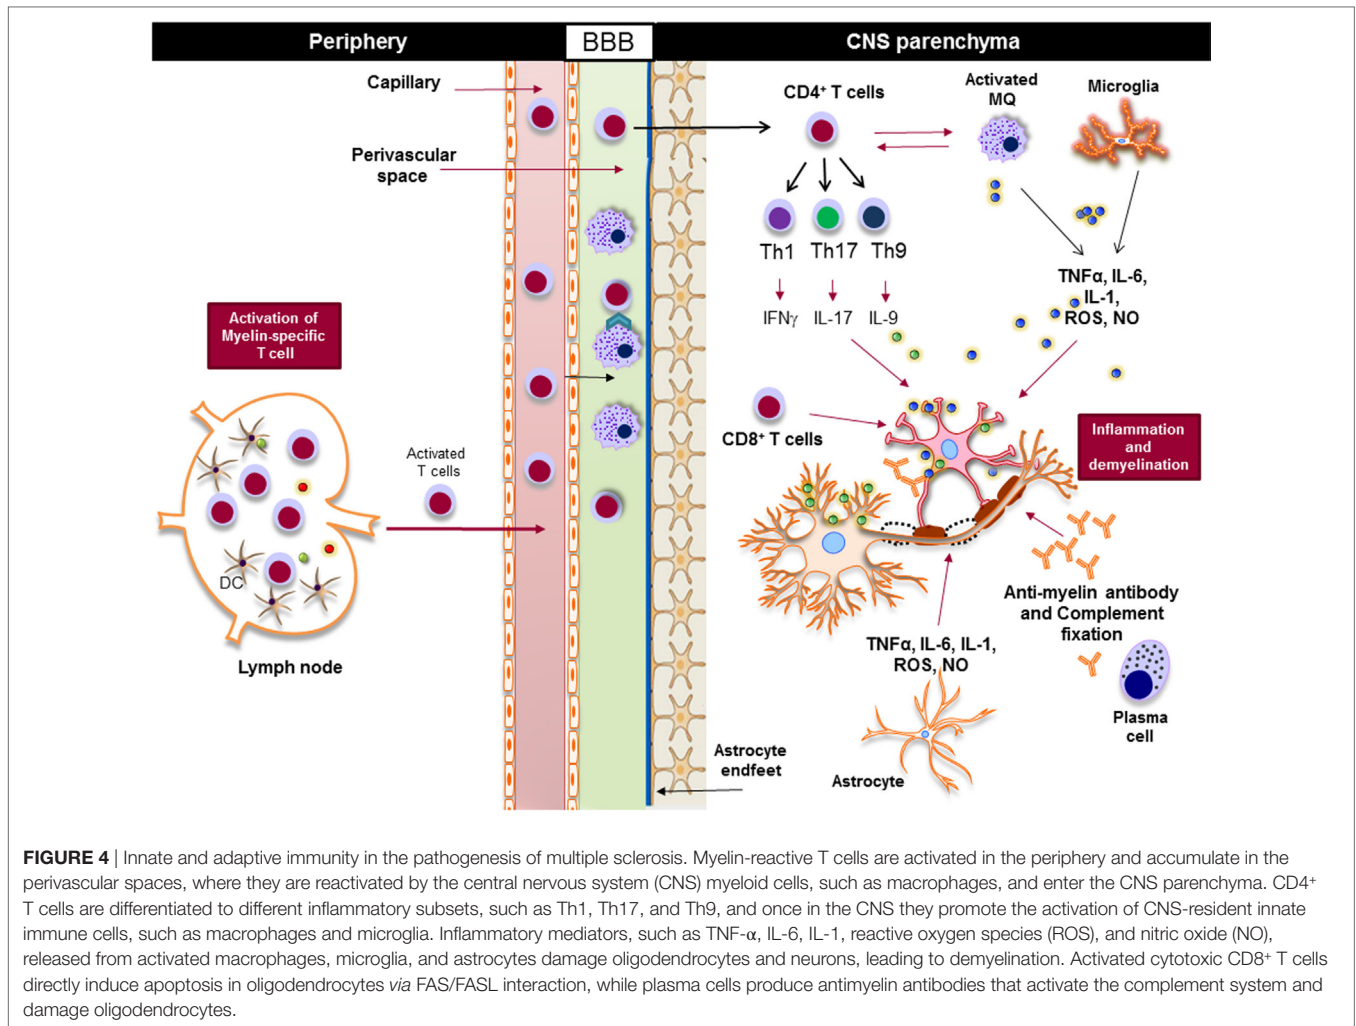 Periphery
BBB
CNS parenchyma
Capillary
Perivascular
space
Activation of
Myelin-specific
T cell
Activated
T cells
DC
Lymph node
CD4+ T cells
Activated
MQ
Microglia
Th1
Th17
Th9
IFNγ
IL-17
IL-9
TNFα, IL-6,
IL-1,
ROS, NO
CD8+ T cells
Inflammation
and
demyelination
Anti-myelin antibody
and Complement
fixation
TNFα, IL-6, IL-1,
ROS, NO
Plasma
cell
Astrocyte
endfeet
Astrocyte
FIGURE 4 | Innate and adaptive immunity in the pathogenesis of multiple sclerosis. Myelin-reactive T cells are activated in the periphery and accumulate in the
perivascular spaces, where they are reactivated by the central nervous system (CNS) myeloid cells, such as macrophages, and enter the CNS parenchyma. CD4+
T cells are differentiated to different inflammatory subsets, such as Th1, Th17, and Th9, and once in the CNS they promote the activation of CNS-resident innate
immune cells, such as macrophages and microglia. Inflammatory mediators, such as TNF-α, IL-6, IL-1, reactive oxygen species (ROS), and nitric oxide (NO),
released from activated macrophages, microglia, and astrocytes damage oligodendrocytes and neurons, leading to demyelination. Activated cytotoxic CD8+ T cells
directly induce apoptosis in oligodendrocytes via FAS/FASL interaction, while plasma cells produce antimyelin antibodies that activate the complement system and
damage oligodendrocytes.